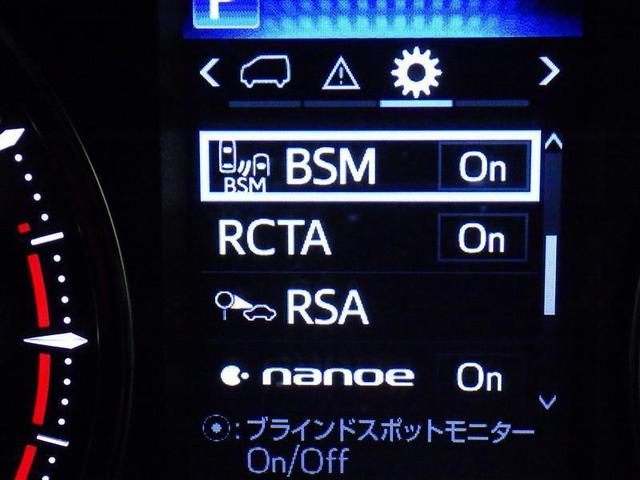 P
BSM BSM On
RCTA On
RSA
nanoe On
: ブラインドスポットモニター
On/Off